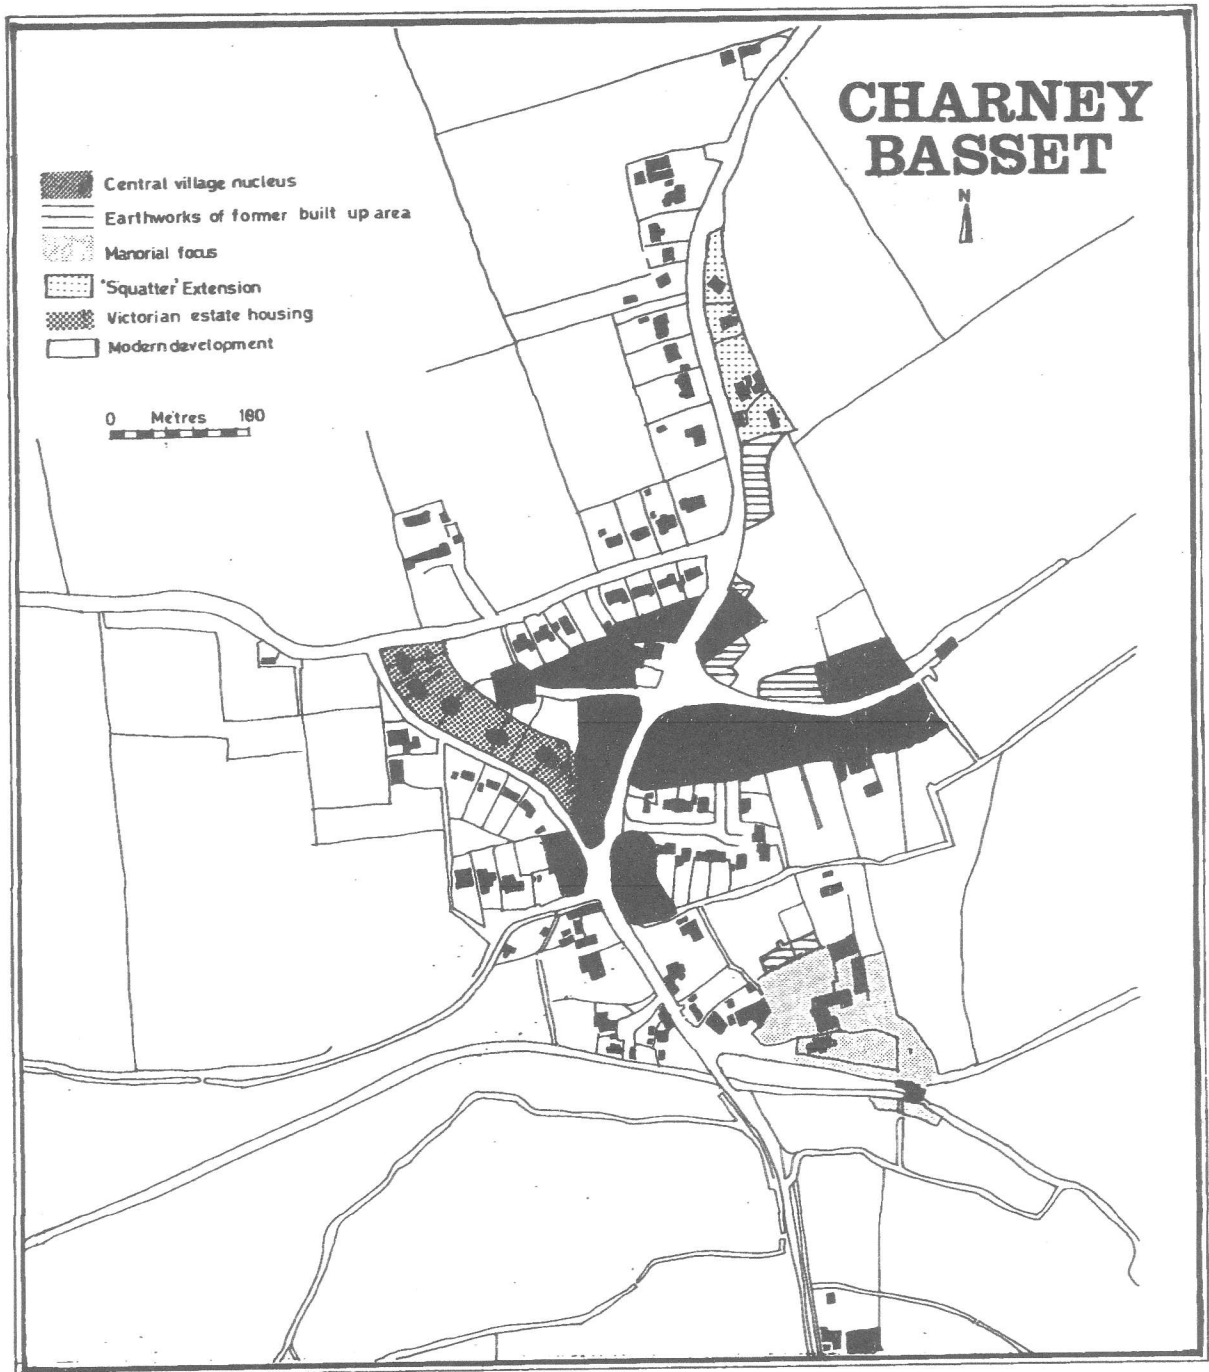 CHARNEY
BASSET
N
Central village nucleus
Earthworks of former built up area
Manorial focus
'Squatter' Extension
Victorian estate housing
Modern development
0 Metres 180